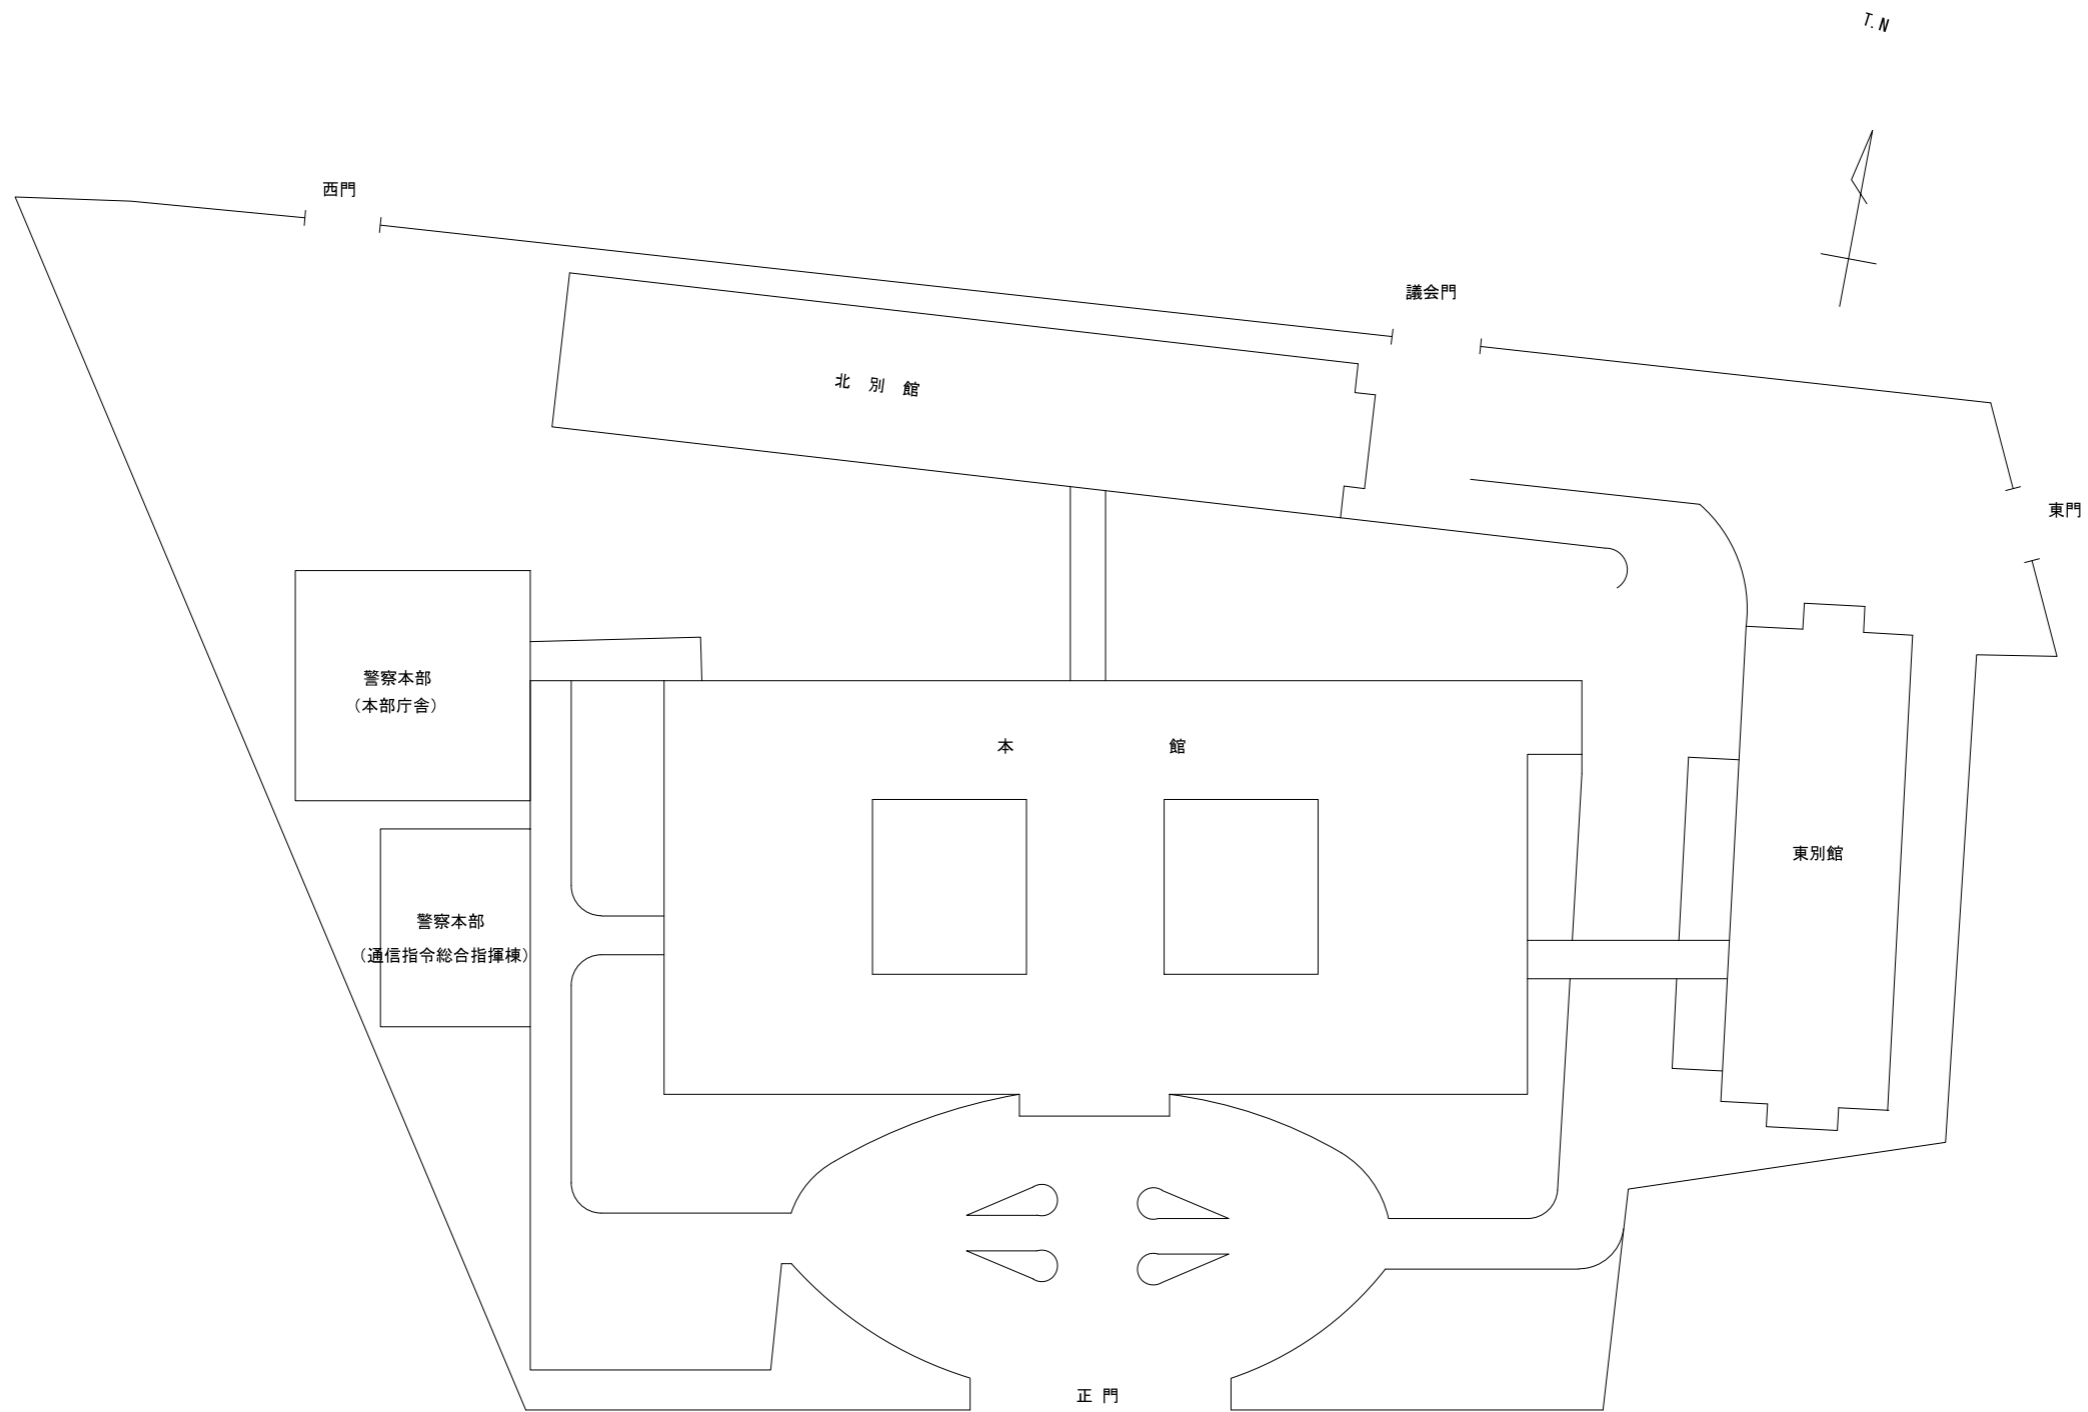 T.N
西門
議会門
北 別 館
東門
警察本部
（本部庁舎）
本 館
東別館
警察本部
（通信指令総合指揮棟）
正 門